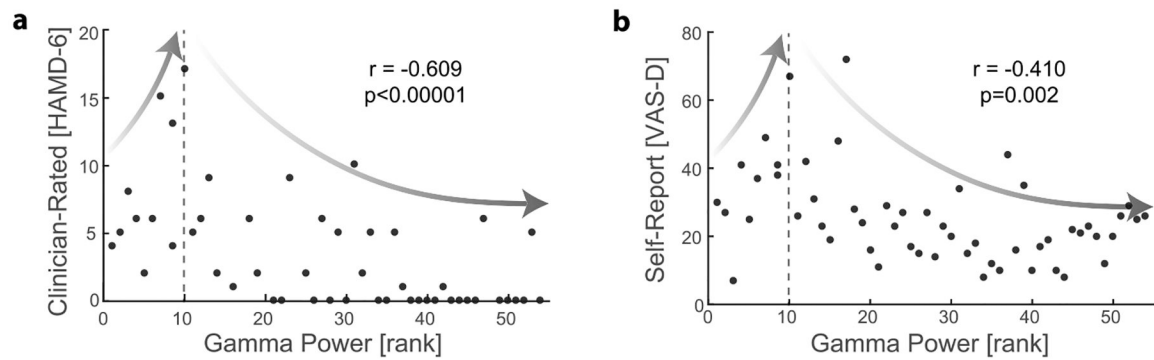 a
Clinician-Rated [HAMD-6]
20
15
10
5
0
r = -0.609
p<0.00001
0 10 20 30 40 50
Gamma Power [rank]
b
Self-Report [VAS-D]
80
60
40
20
0
r = -0.410
p=0.002
0 10 20 30 40 50
Gamma Power [rank]